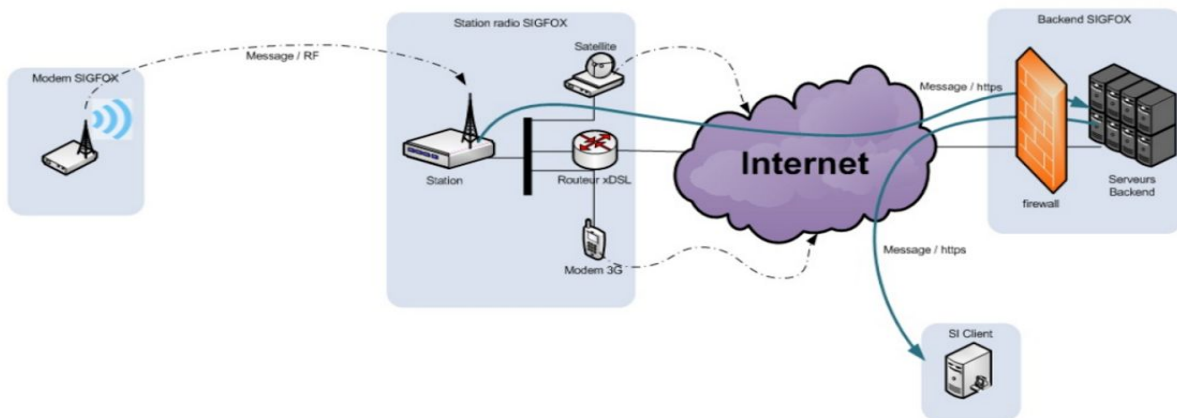 Station radio SIGFOX
Backend SIGFOX
Satellite
Message / RF
Modem SIGFOX
Message / https
Internet
Station
Routeur xDSL
Serveurs
Backend
firewall
Message / https
Modem 3G
SI Client